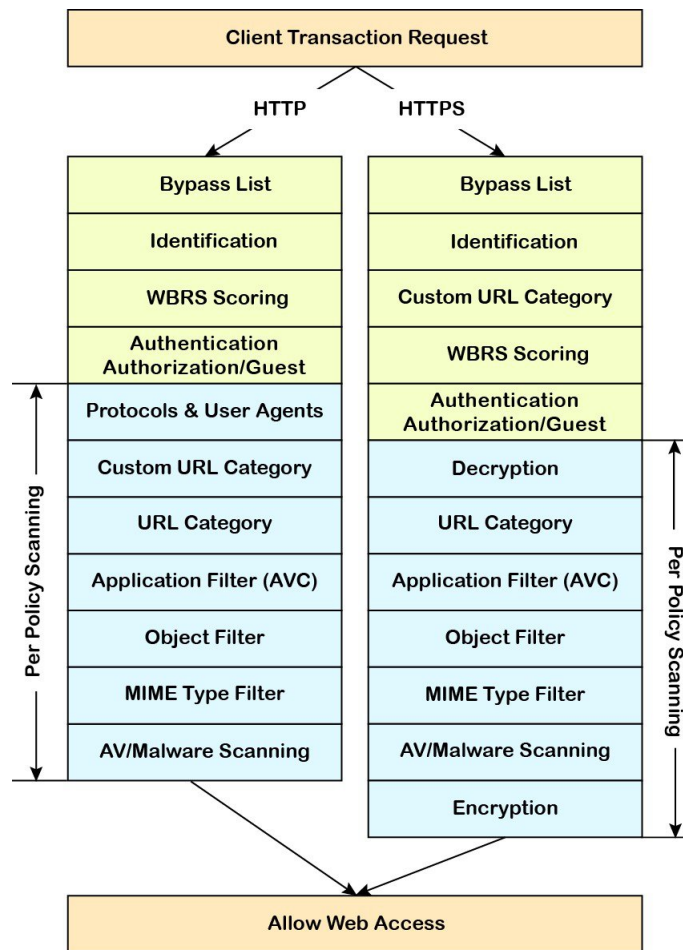 Client Transaction Request
HTTP
HTTPS
Bypass List
Identification
WBRS Scoring
Authentication
Authorization/Guest
Protocols & User Agents
Custom URL Category
URL Category
Application Filter (AVC)
Object Filter
MIME Type Filter
AV/Malware Scanning
Per Policy Scanning
Bypass List
Identification
Custom URL Category
WBRS Scoring
Authentication
Authorization/Guest
Decryption
URL Category
Application Filter (AVC)
Object Filter
MIME Type Filter
AV/Malware Scanning
Encryption
Per Policy Scanning
Allow Web Access